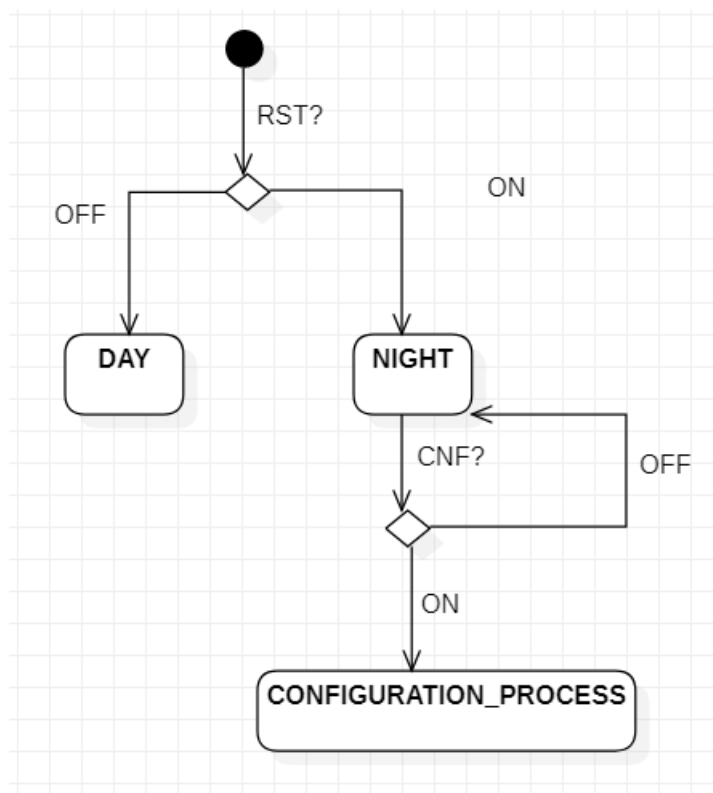 RST?
OFF
ON
DAY
NIGHT
CNF?
OFF
ON
CONFIGURATION_PROCESS